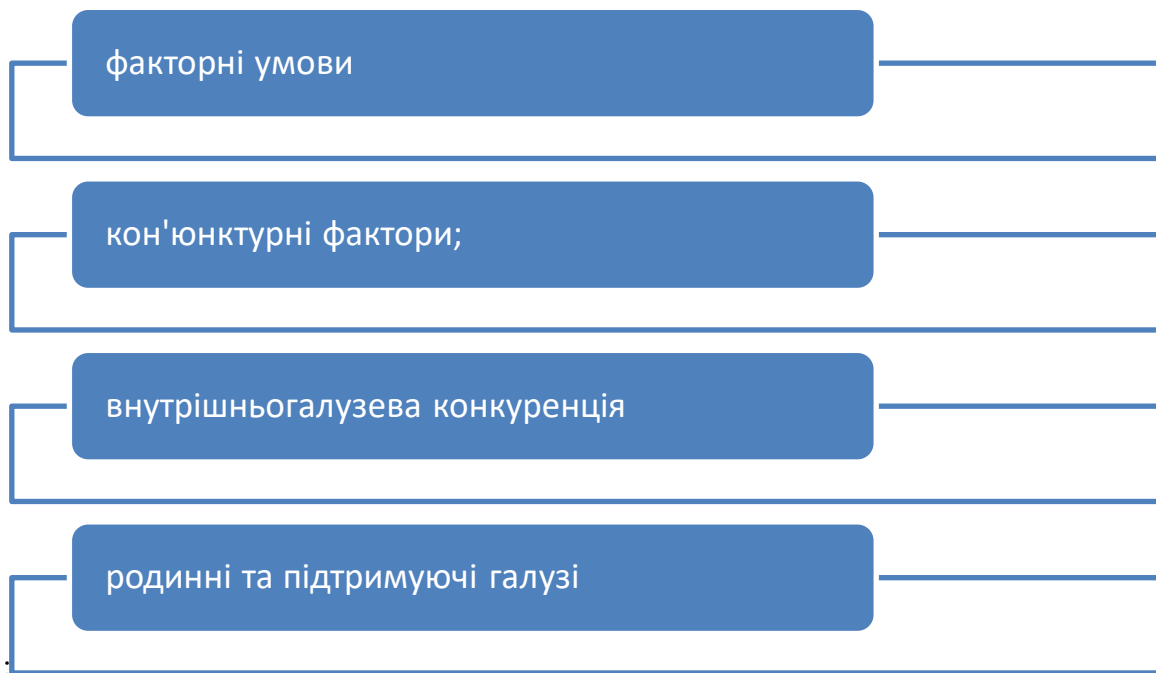 факторні умови
кон'юнктурні фактори;
внутрішньогалузева конкуренція
родинні та підтримуючі галузі
.